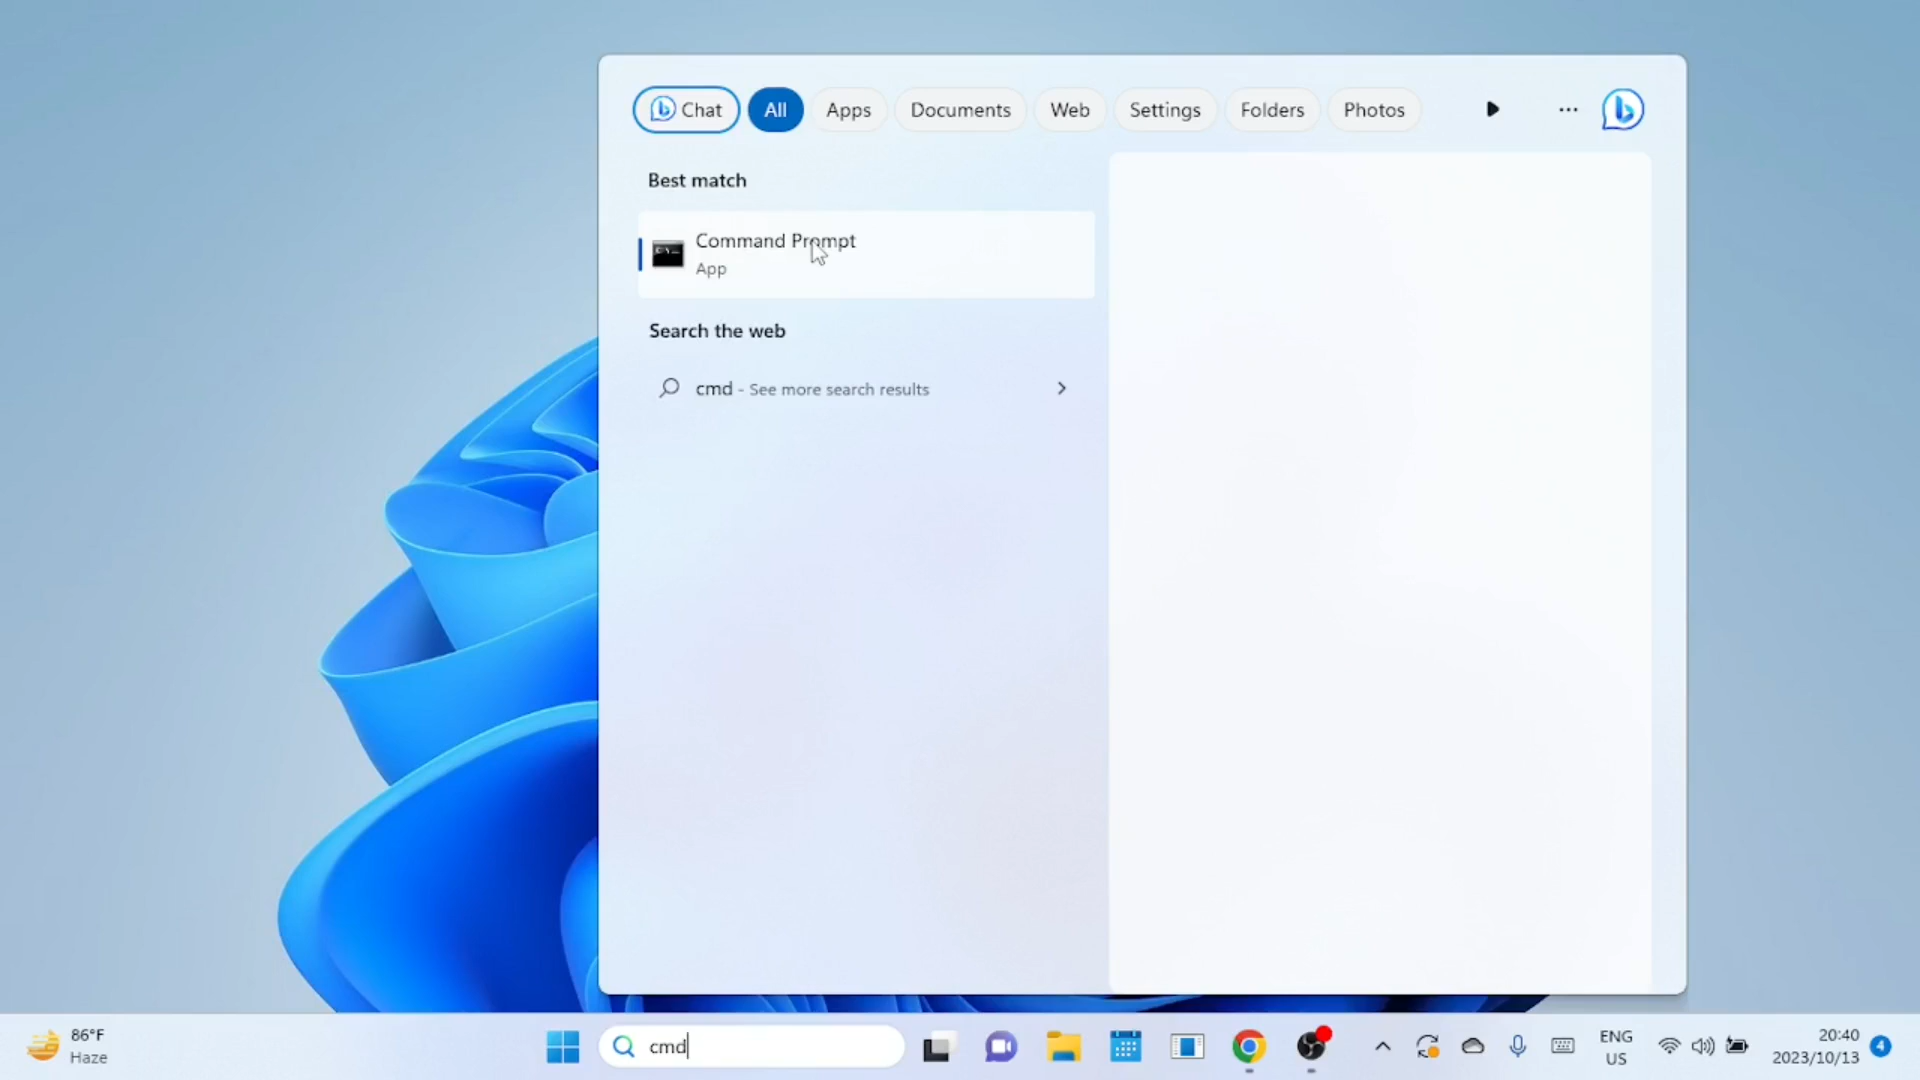 Chat All Apps Documents Web Settings Folders Photos
Best match
Command Prompt
App
Search the web
cmd - See more search results
86°F
Haze
cmd
ENG
US
20:40
2023/10/13
4